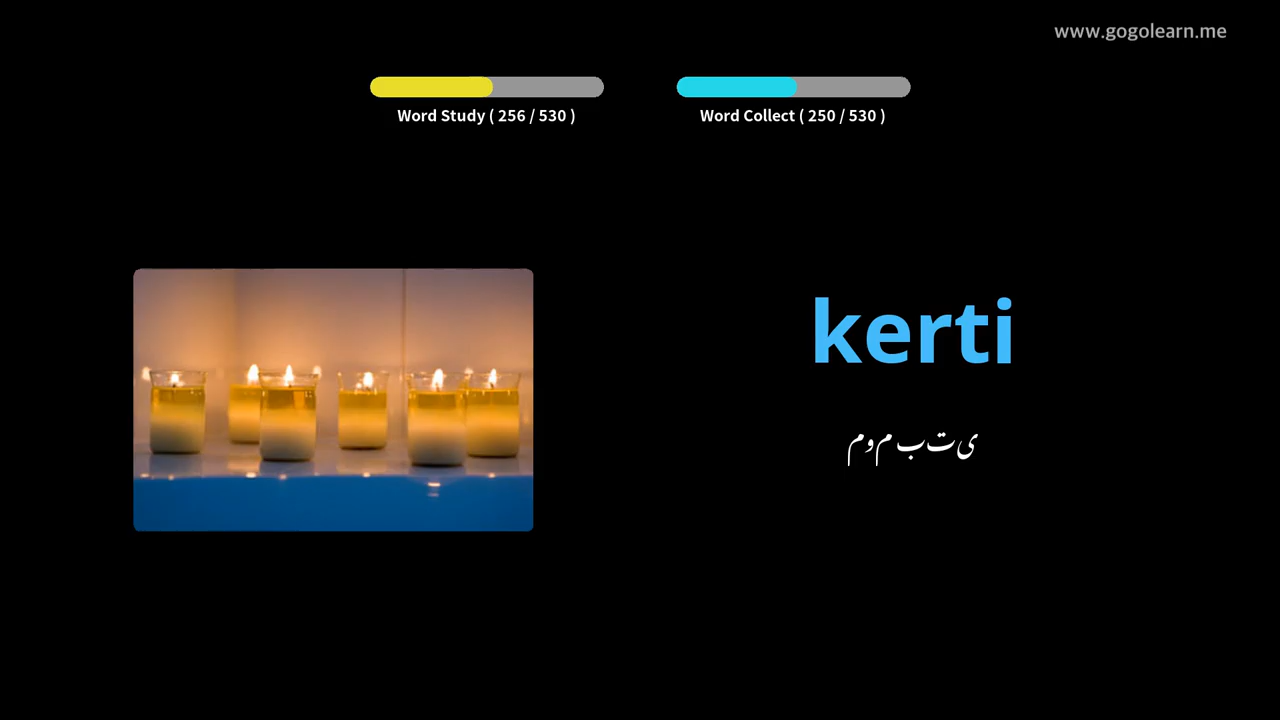 www.gogolearn.me
Word Study ( 256 / 530 )
Word Collect ( 250 / 530 )
kerti
موم بتی